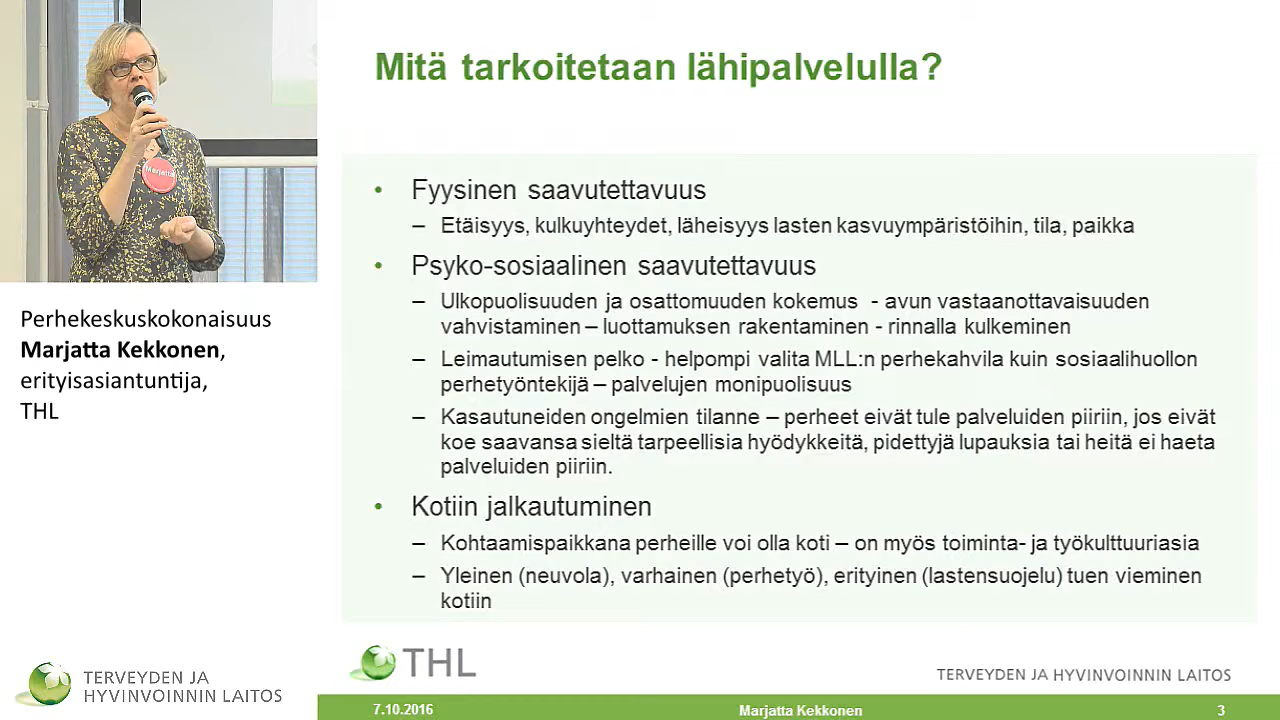 Mitä tarkoitetaan lähipalvelulla?
Marjatta
• Fyysinen saavutettavuus
– Etäisyys, kulkuyhteydet, läheisyys lasten kasvuympäristöihin, tila, paikka
• Psyko-sosiaalinen saavutettavuus
– Ulkopuolisuuden ja osattomuuden kokemus - avun vastaanottavaisuuden
vahvistaminen – luottamuksen rakentaminen - rinnalla kulkeminen
– Leimautumisen pelko - helpompi valita MLL:n perhekahvila kuin sosiaalihuollon
perhetyöntekijä – palvelujen monipuolisuus
– Kasautuneiden ongelmien tilanne – perheet eivät tule palveluiden piiriin, jos eivät
koe saavansa sieltä tarpeellisia hyödykkeitä, pidettyjä lupauksia tai heitä ei haeta
palveluiden piiriin.
• Kotiin jalkautuminen
– Kohtaamispaikkana perheille voi olla koti – on myös toiminta- ja työkulttuuriasia
– Yleinen (neuvola), varhainen (perhetyö), erityinen (lastensuojelu) tuen vieminen
kotiin
Perhekeskuskokonaisuus
Marjatta Kekkonen,
erityisasiantuntija,
THL
TERVEYDEN JA
HYVINVOINNIN LAITOS
THL
TERVEYDEN JA HYVINVOINNIN LAITOS
7.10.2016
Marjatta Kekkonen
3